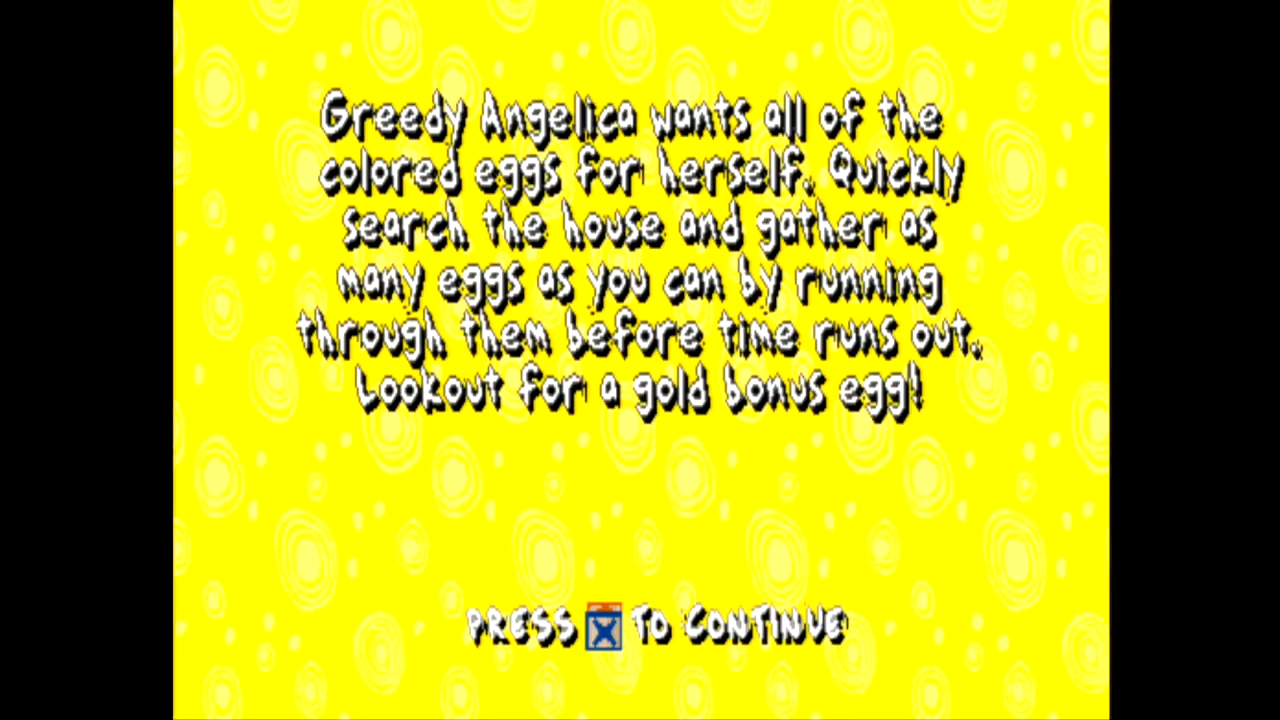 Greedy Angelica wants all of the
colored eggs for herself. Quickly
search the house and gather as
many eggs as you can by running
through them before time runs out.
Lookout for a gold bonus egg!
PRESS X TO CONTINUE